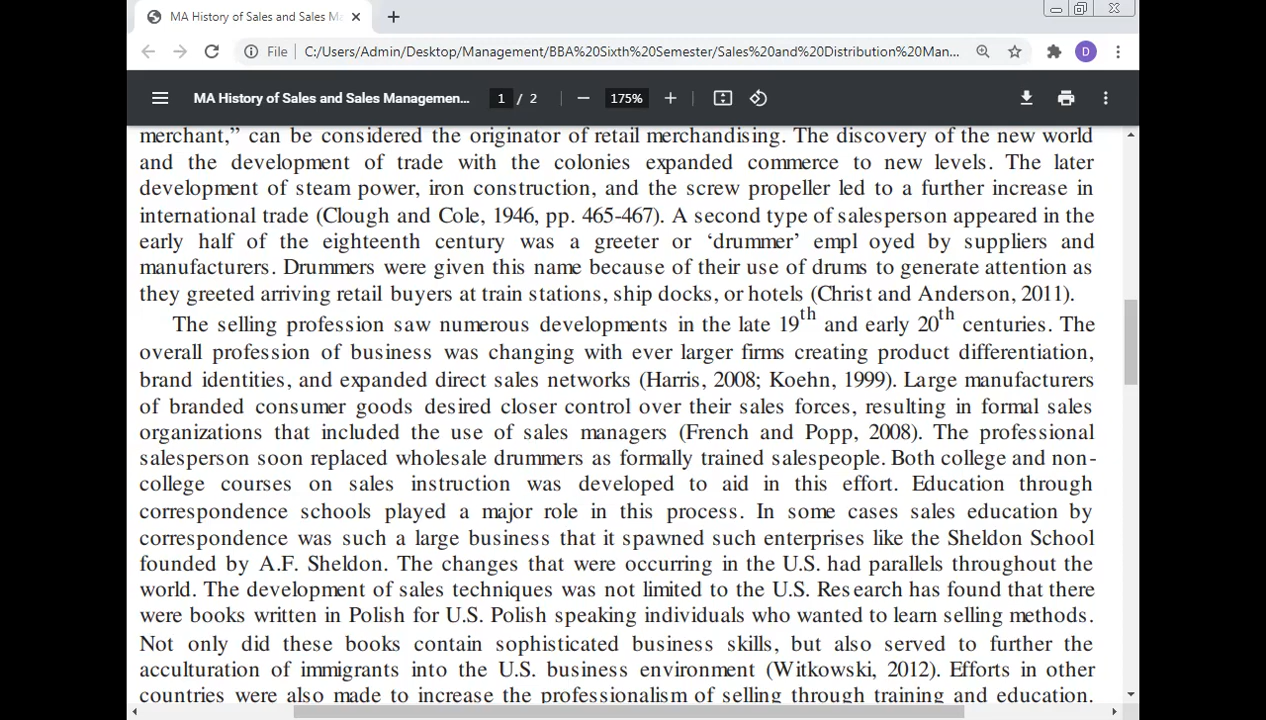 MA History of Sales and Sales Ma
File C:/Users/Admin/Desktop/Management/BBA%20Sixth%20Semester/Sales%20and%20Distribution%20Man... D
MA History of Sales and Sales Managemen... 1 / 2 175%
merchant,” can be considered the originator of retail merchandising. The discovery of the new world
and the development of trade with the colonies expanded commerce to new levels. The later
development of steam power, iron construction, and the screw propeller led to a further increase in
international trade (Clough and Cole, 1946, pp. 465-467). A second type of salesperson appeared in the
early half of the eighteenth century was a greeter or ‘drummer’ empl oyed by suppliers and
manufacturers. Drummers were given this name because of their use of drums to generate attention as
they greeted arriving retail buyers at train stations, ship docks, or hotels (Christ and Anderson, 2011).
The selling profession saw numerous developments in the late 19th and early 20th centuries. The
overall profession of business was changing with ever larger firms creating product differentiation,
brand identities, and expanded direct sales networks (Harris, 2008; Koehn, 1999). Large manufacturers
of branded consumer goods desired closer control over their sales forces, resulting in formal sales
organizations that included the use of sales managers (French and Popp, 2008). The professional
salesperson soon replaced wholesale drummers as formally trained salespeople. Both college and non-
college courses on sales instruction was developed to aid in this effort. Education through
correspondence schools played a major role in this process. In some cases sales education by
correspondence was such a large business that it spawned such enterprises like the Sheldon School
founded by A.F. Sheldon. The changes that were occurring in the U.S. had parallels throughout the
world. The development of sales techniques was not limited to the U.S. Research has found that there
were books written in Polish for U.S. Polish speaking individuals who wanted to learn selling methods.
Not only did these books contain sophisticated business skills, but also served to further the
acculturation of immigrants into the U.S. business environment (Witkowski, 2012). Efforts in other
countries were also made to increase the professionalism of selling through training and education.